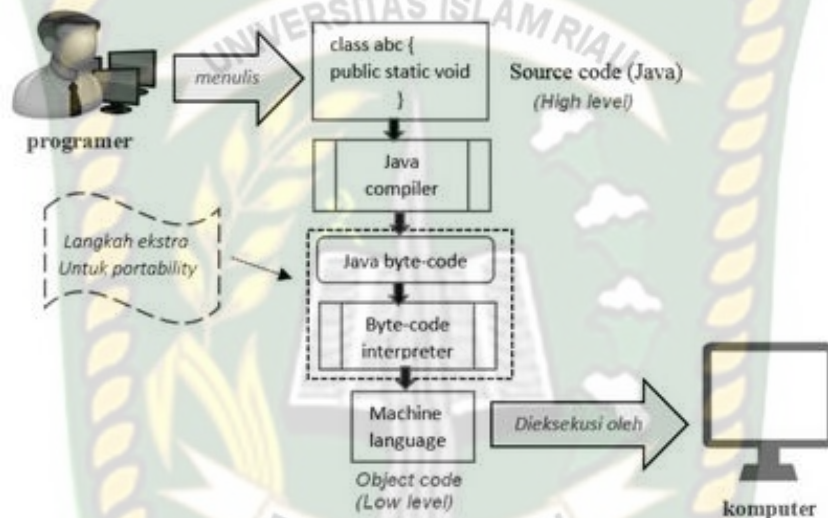 UNIVERSITAS ISLAM RIAU
class abc {
public static void
}
menulis
Source code (Java)
(High level)
programer
Java
compiler
Langkah ekstra
Untuk portability
Java byte-code
Byte-code
interpreter
Machine
language
Dieksekusi oleh
Object code
(Low level)
komputer